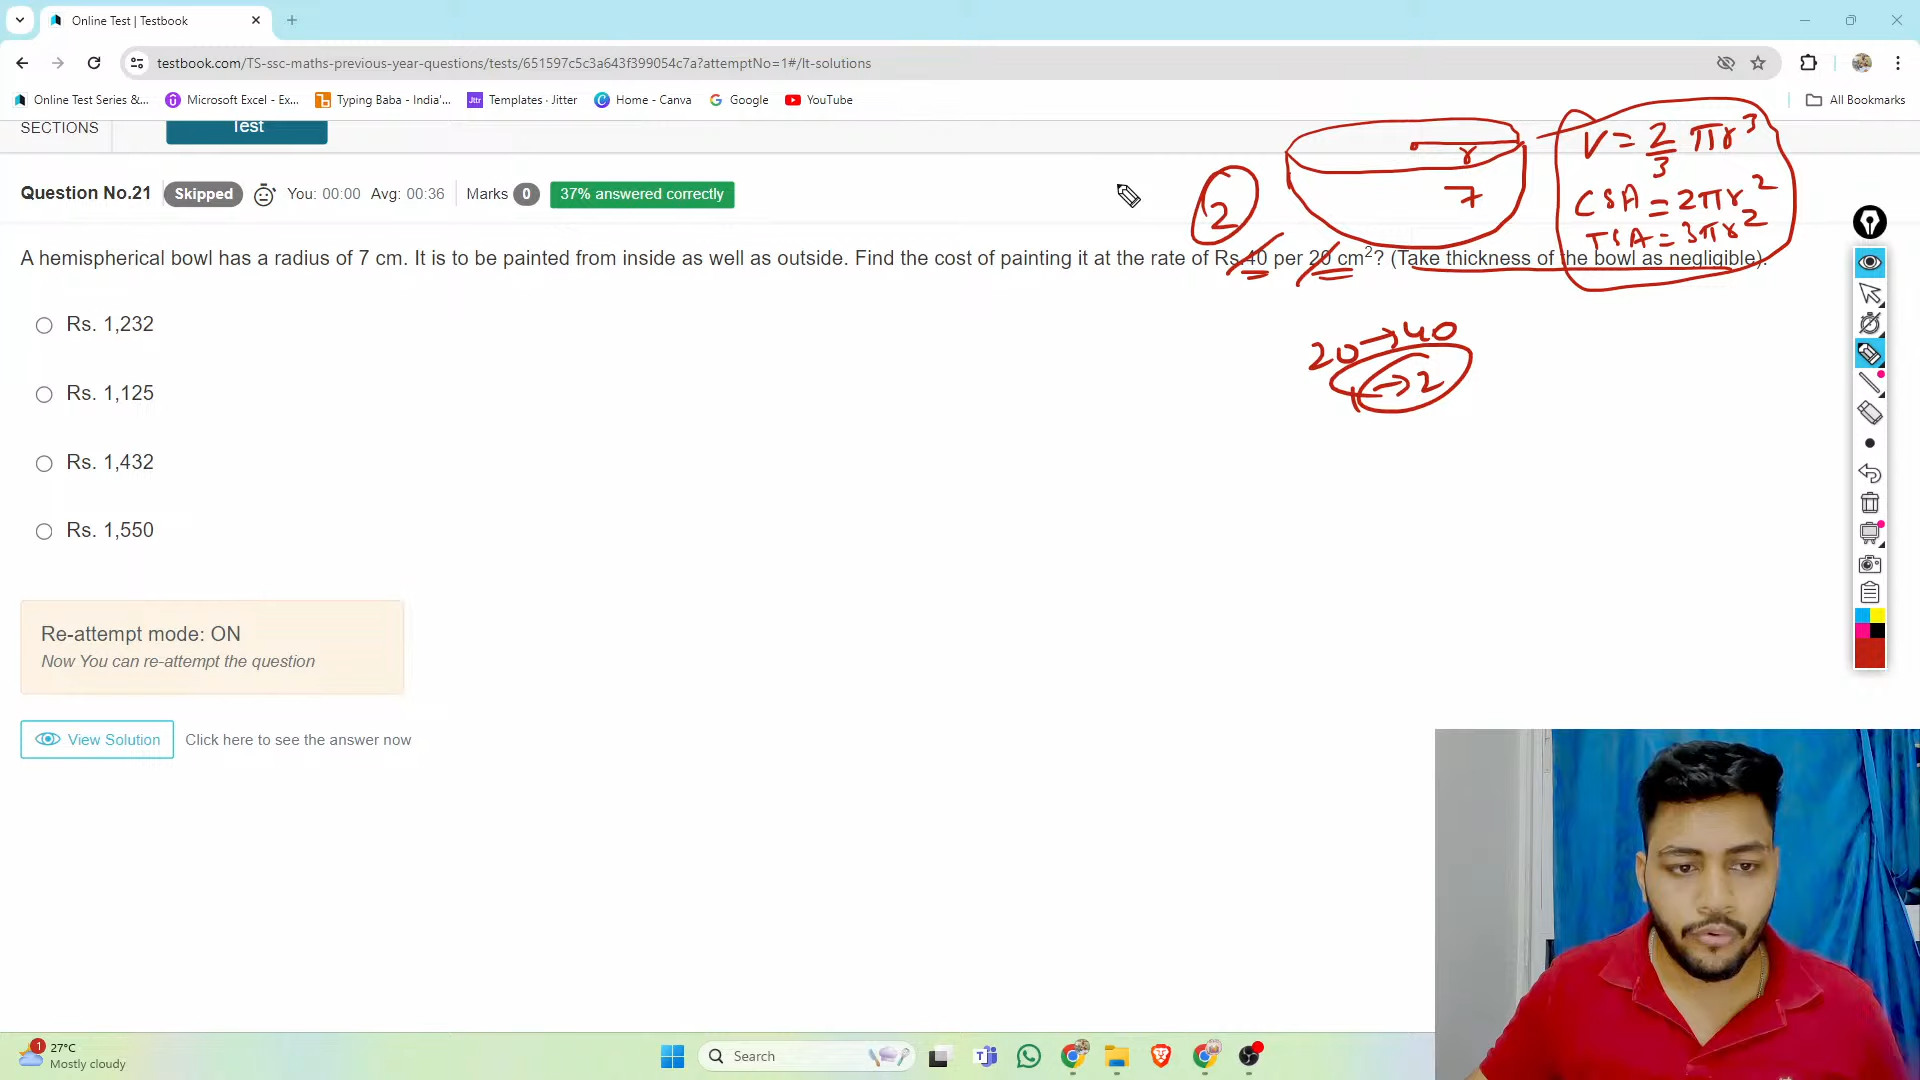 Online Test | Testbook
testbook.com/TS-ssc-maths-previous-year-questions/tests/651597c5c3a643f399054c7a?attemptNo=1#/lt-solutions
Online Test Series &... Microsoft Excel - Ex... Typing Baba - India'... Jitr Templates · Jitter Home - Canva Google YouTube All Bookmarks
SECTIONS Test
Question No.21 Skipped You: 00:00 Avg: 00:36 Marks 0 37% answered correctly
A hemispherical bowl has a radius of 7 cm. It is to be painted from inside as well as outside. Find the cost of painting it at the rate of Rs.40 per 20 cm²? (Take thickness of the bowl as negligible).
Rs. 1,232
Rs. 1,125
Rs. 1,432
Rs. 1,550
Re-attempt mode: ON
Now You can re-attempt the question
View Solution Click here to see the answer now
2
r
7
V = 2/3 πr³
CSA = 2πr²
TSA = 3πr²
20 → 40
1 → 2
1 27°C
Mostly cloudy
Search